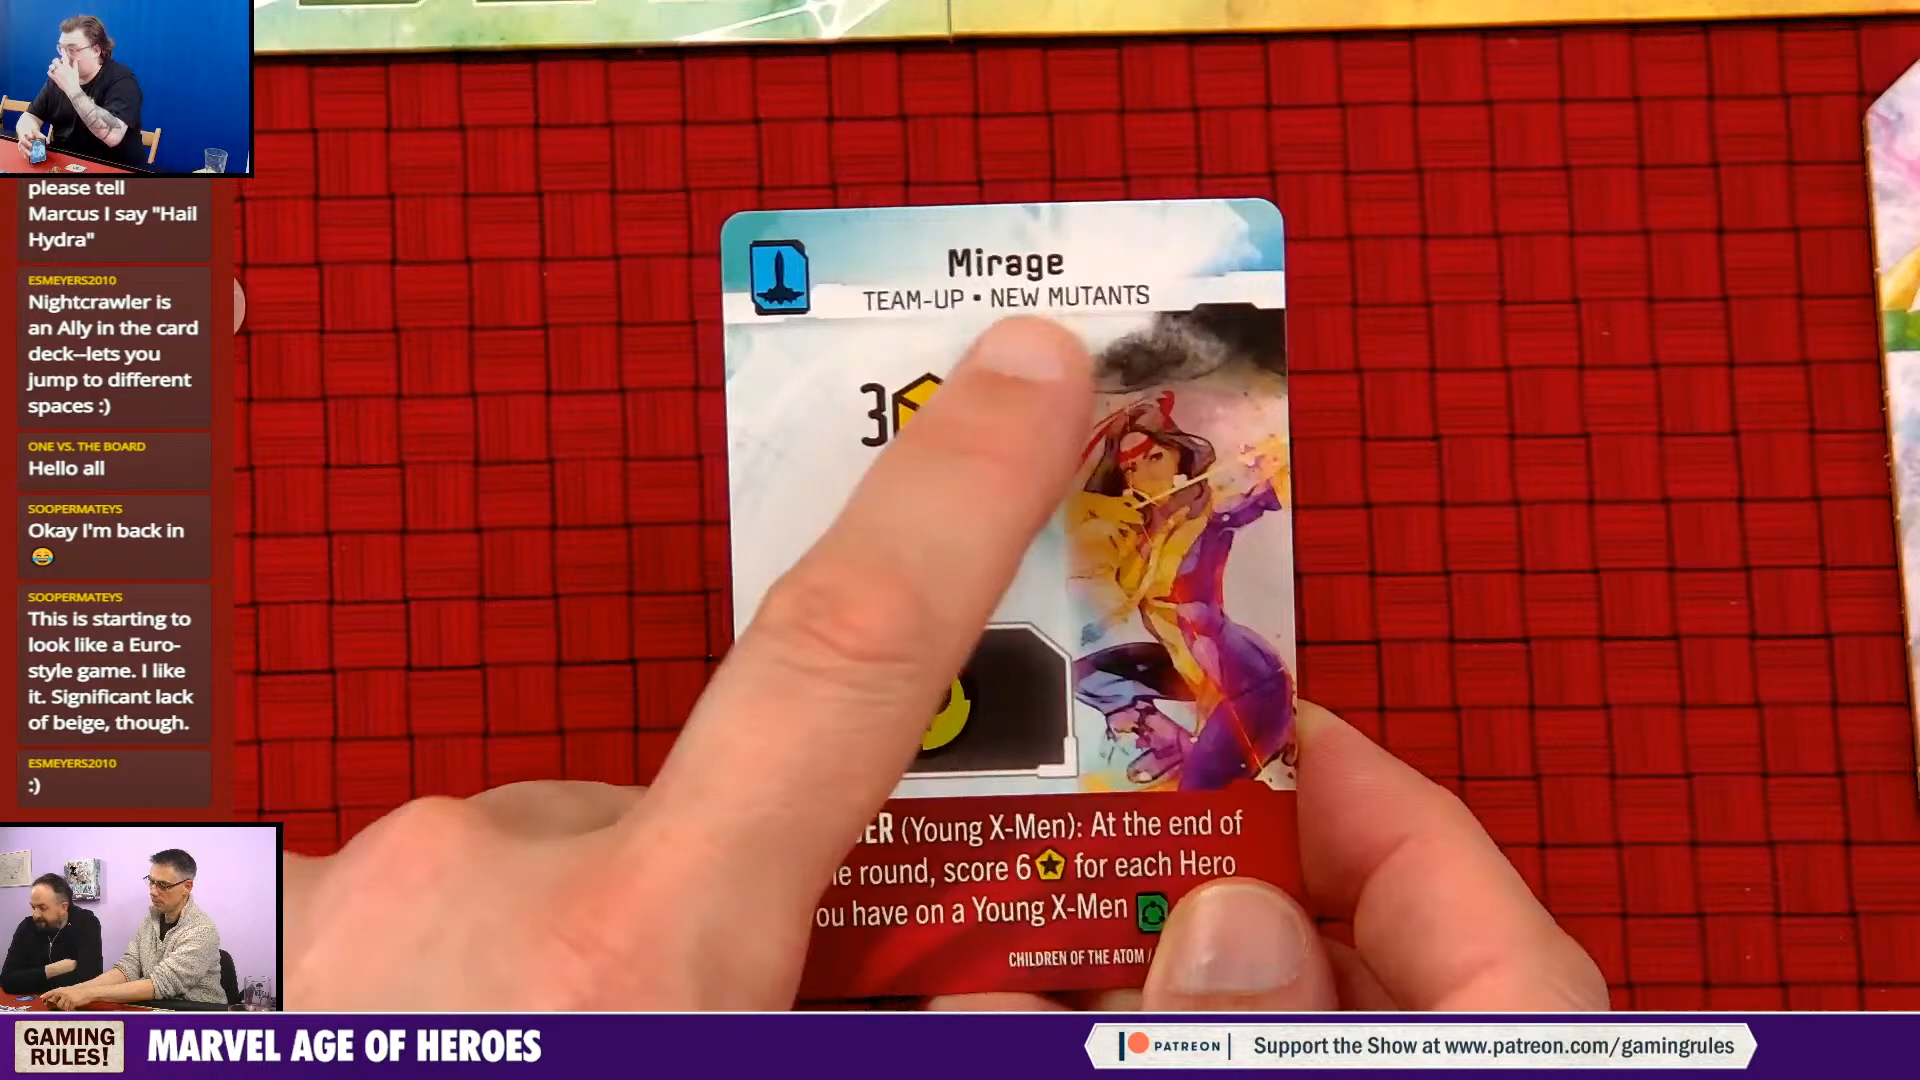 please tell
Marcus I say "Hail
Hydra"
ESMEYERS2010
Nightcrawler is
an Ally in the card
deck--lets you
jump to different
spaces :)
ONE VS. THE BOARD
Hello all
SOOPERMATEYS
Okay I'm back in
😂
SOOPERMATEYS
This is starting to
look like a Euro-
style game. I like
it. Significant lack
of beige, though.
ESMEYERS2010
:)
Mirage
TEAM-UP • NEW MUTANTS
3
(Young X-Men): At the end of
round, score 6 for each Hero
have on a Young X-Men
CHILDREN OF THE ATOM /
GAMING
RULES!
MARVEL AGE OF HEROES
PATREON
Support the Show at www.patreon.com/gamingrules